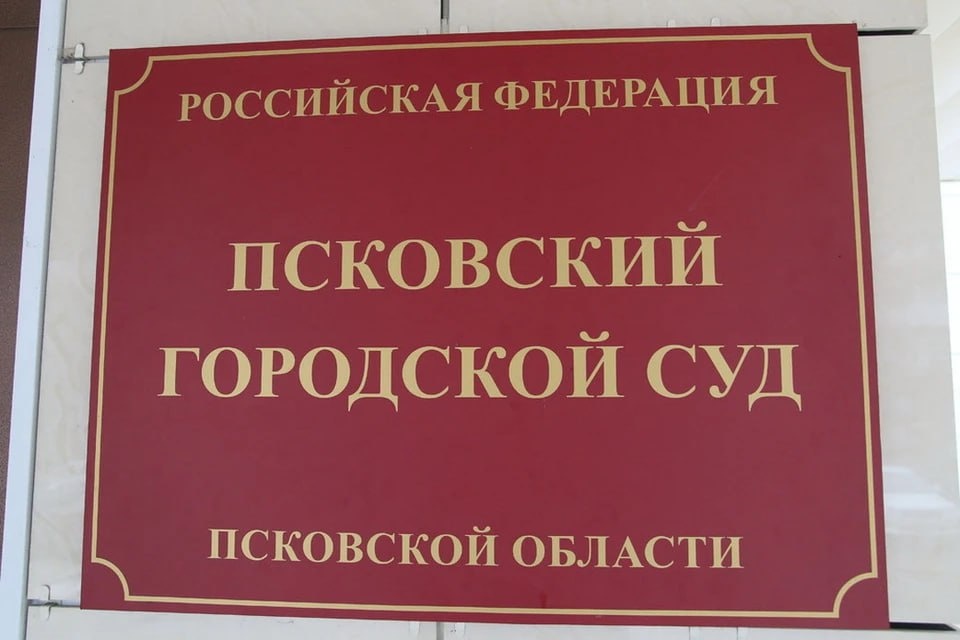 РОССИЙСКАЯ ФЕДЕРАЦИЯ
ПСКОВСКИЙ
ГОРОДСКОЙ СУД
ПСКОВСКОЙ ОБЛАСТИ